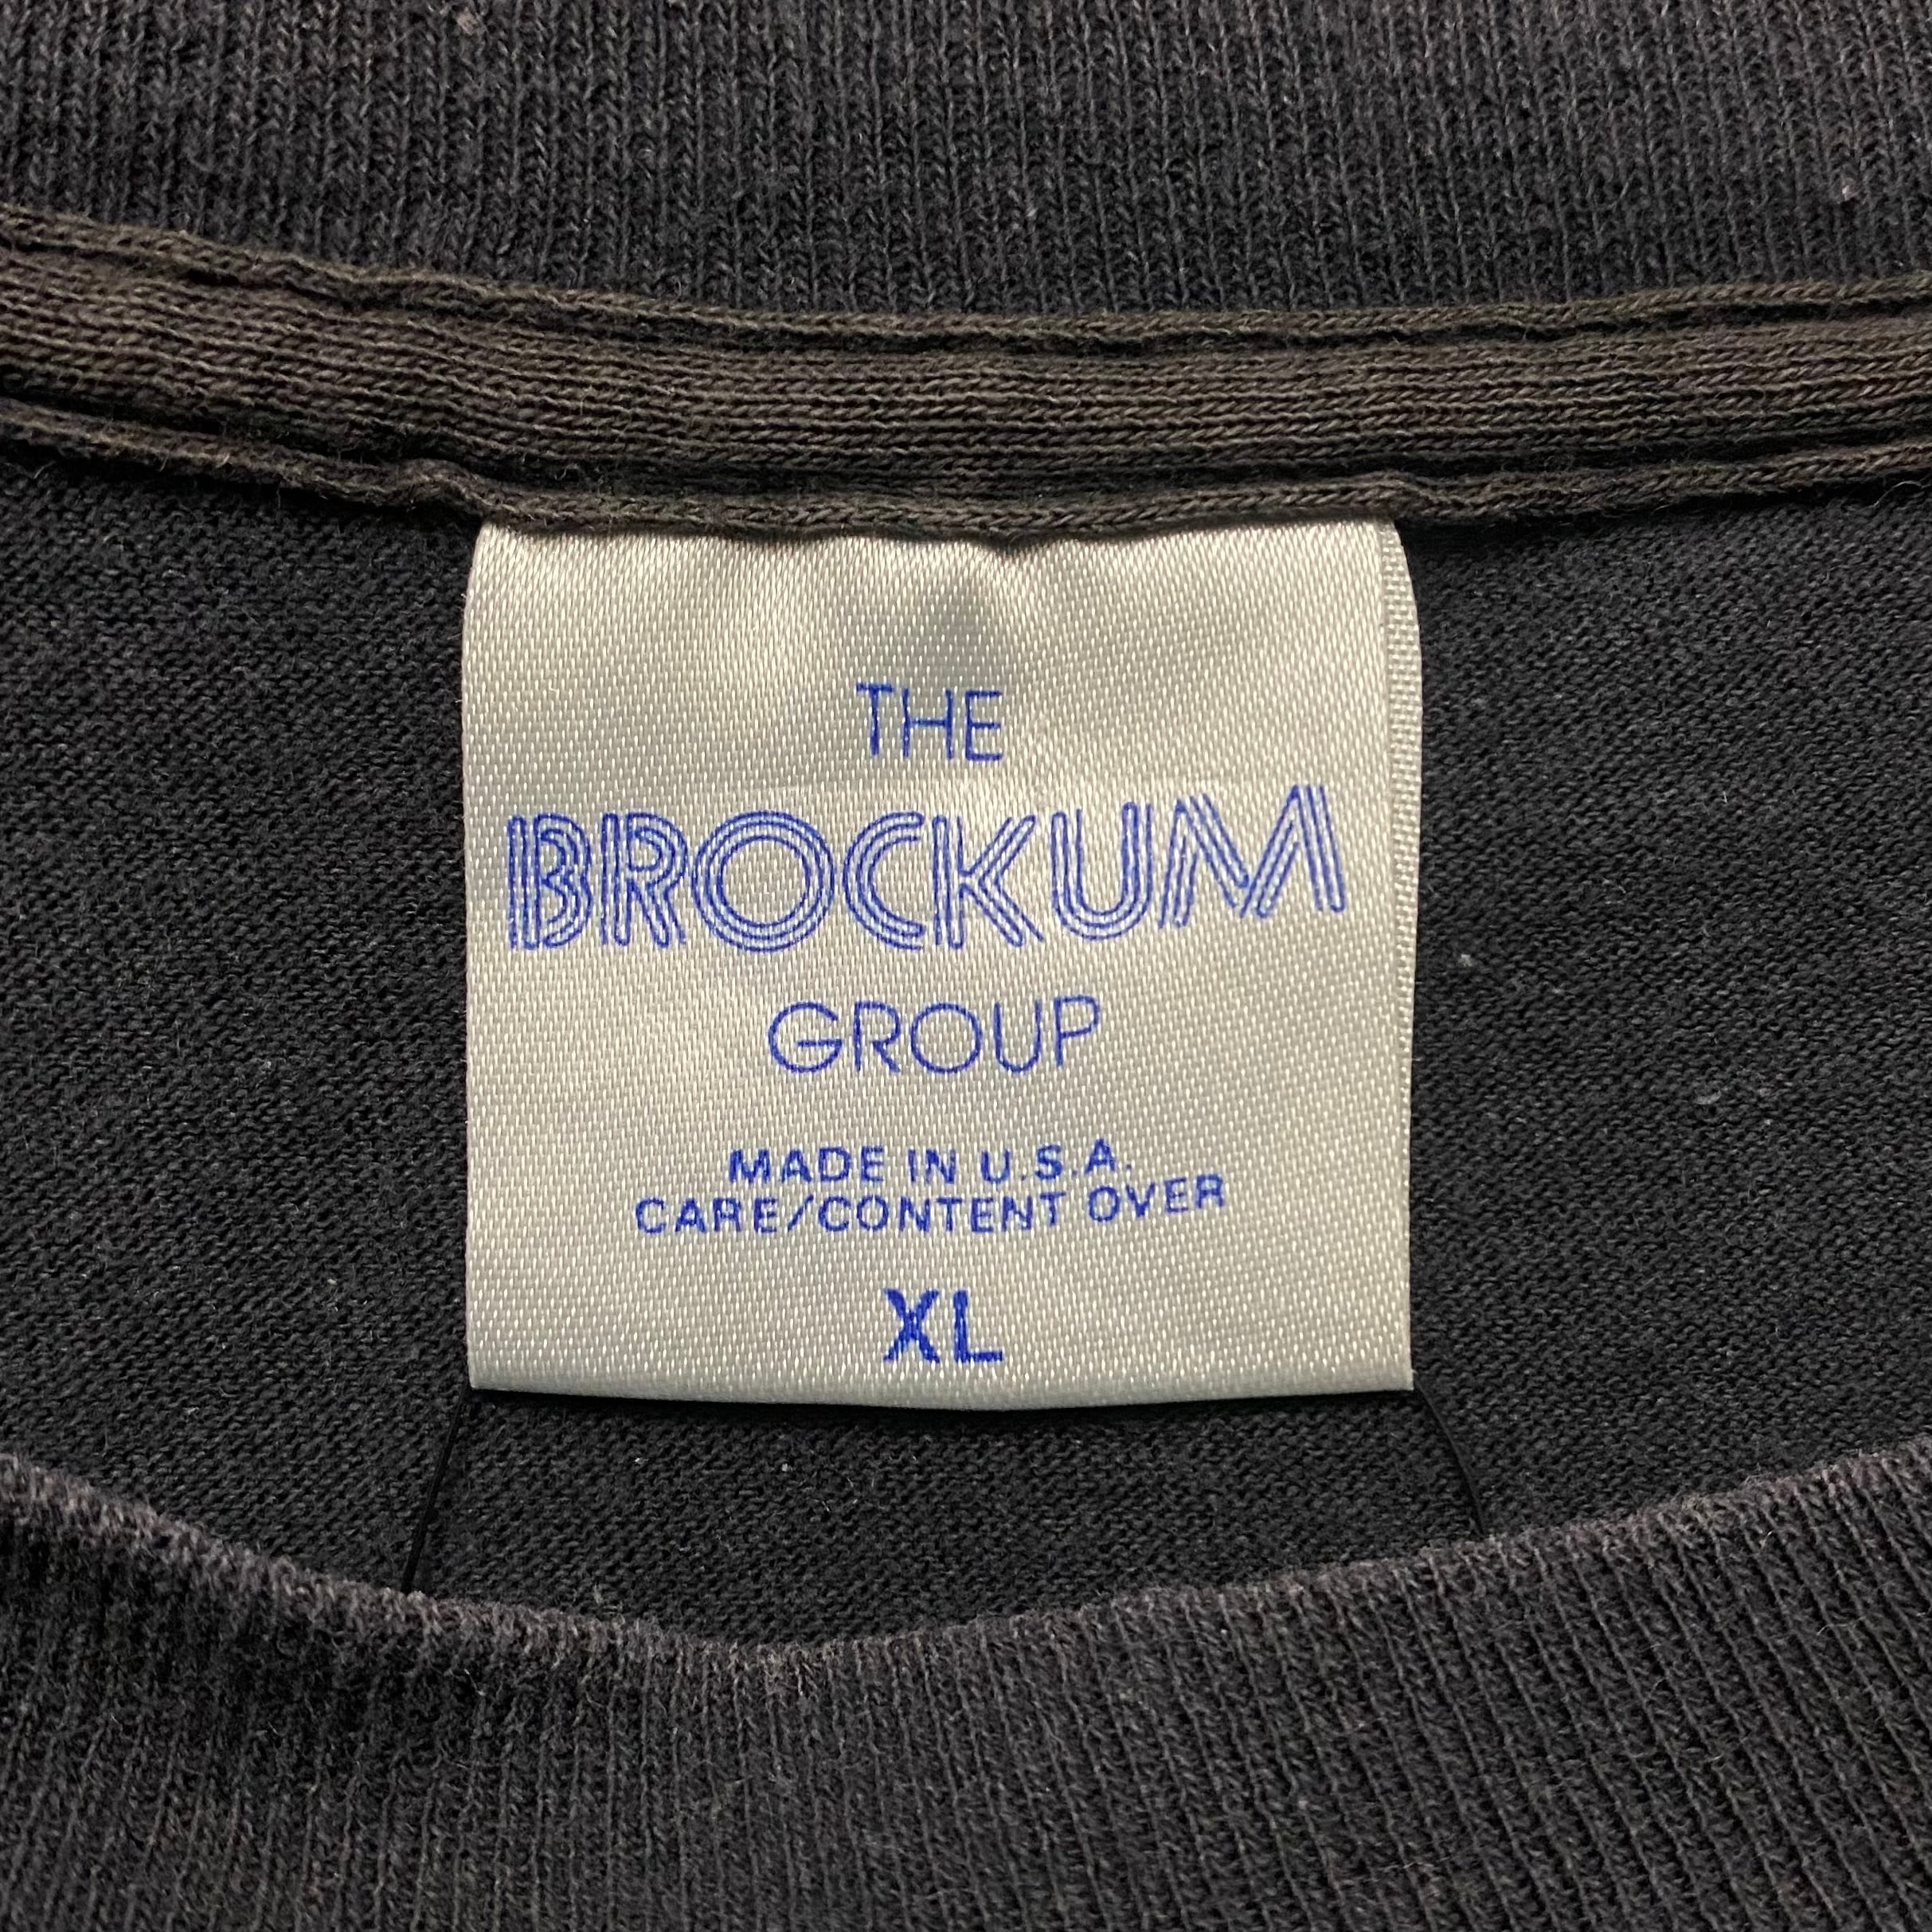 THE
BROCKUM
GROUP
MADE IN U.S.A.
CARE/CONTENT OVER
XL